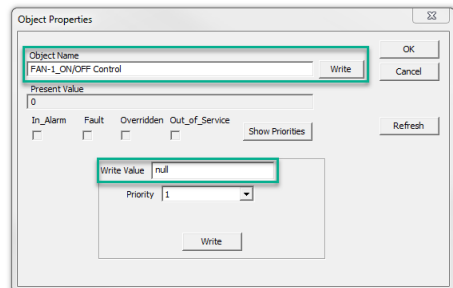 Object Properties
Object Name
OK
FAN-1_ON/OFF Control Write
Cancel
Present Value
0
In_Alarm Fault Overridden Out_of_Service
Show Priorities
Refresh
Write Value null
Priority 1
Write